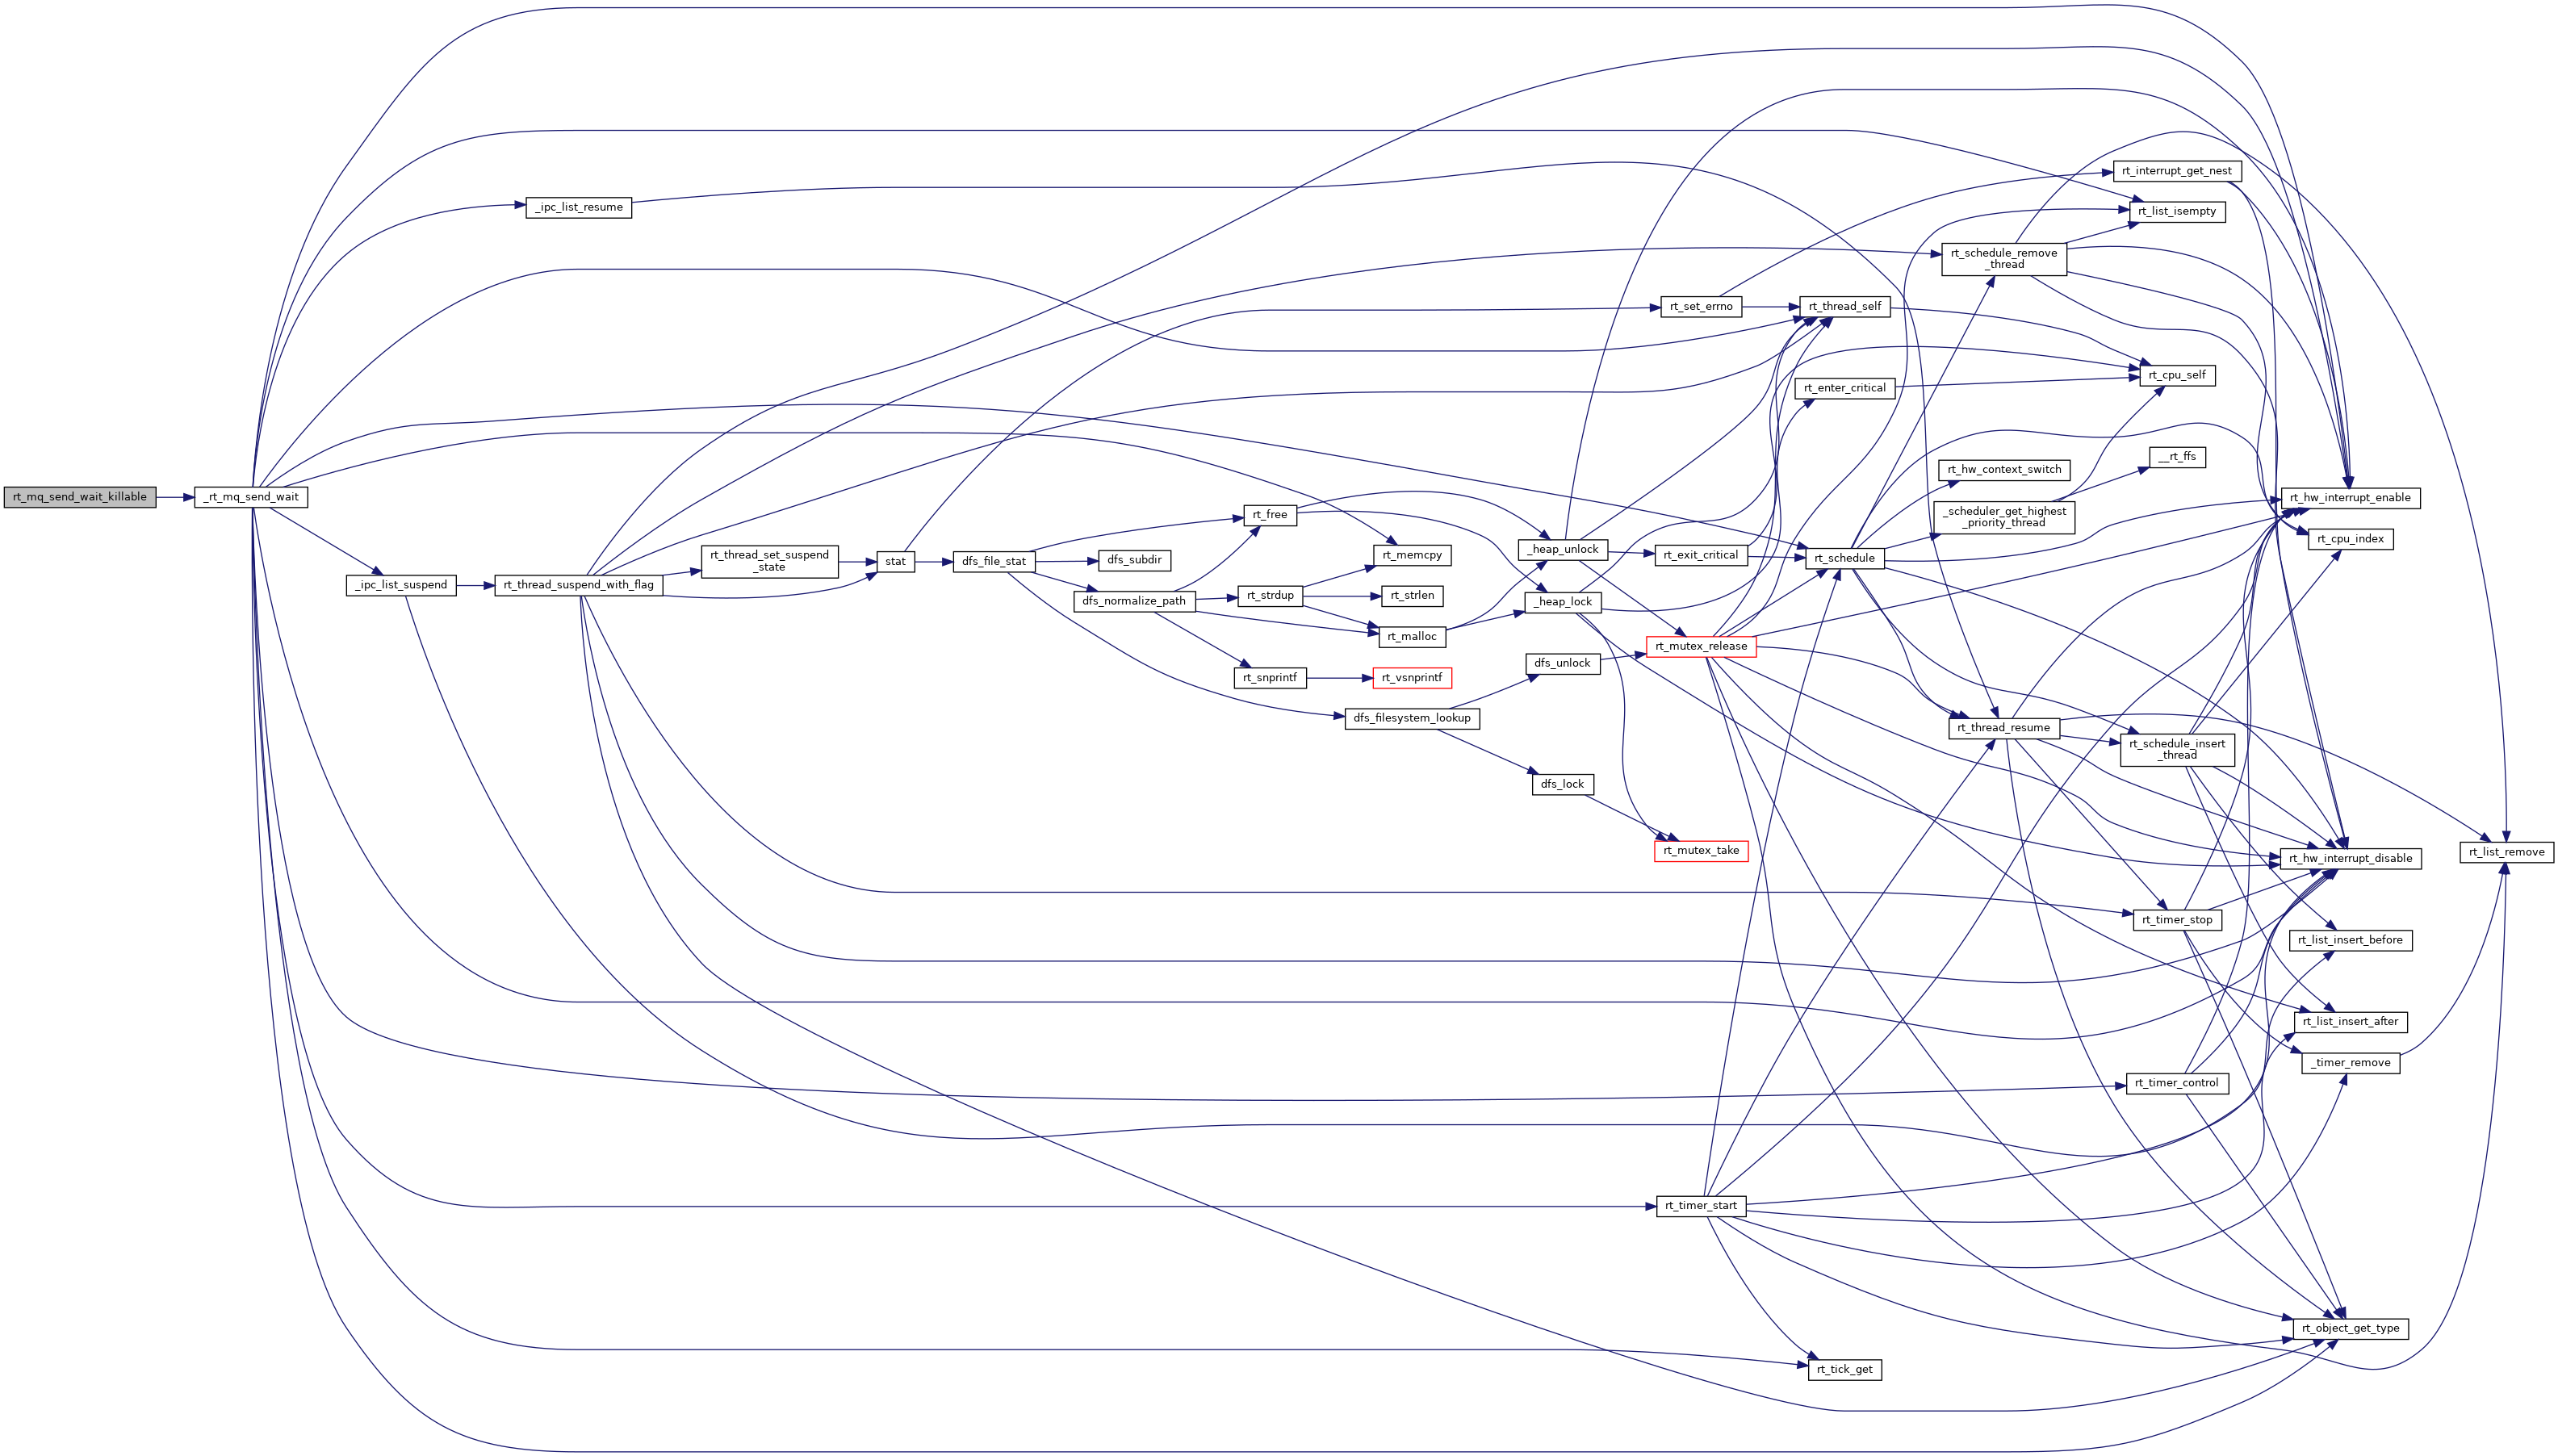 rt_mq_send_wait_killable
_rt_mq_send_wait
_ipc_list_resume
_ipc_list_suspend
rt_thread_suspend_with_flag
rt_thread_set_suspend
_state
stat
dfs_file_stat
rt_free
dfs_subdir
dfs_normalize_path
rt_strdup
rt_snprintf
rt_memcpy
rt_strlen
rt_malloc
rt_vsnprintf
dfs_filesystem_lookup
_heap_unlock
_heap_lock
dfs_unlock
dfs_lock
rt_set_errno
rt_exit_critical
rt_mutex_release
rt_mutex_take
rt_timer_start
rt_thread_self
rt_enter_critical
rt_schedule
rt_tick_get
rt_schedule_remove
_thread
rt_hw_context_switch
_scheduler_get_highest
_priority_thread
rt_thread_resume
rt_interrupt_get_nest
rt_list_isempty
rt_cpu_self
__rt_ffs
rt_schedule_insert
_thread
rt_timer_stop
rt_timer_control
rt_hw_interrupt_enable
rt_cpu_index
rt_hw_interrupt_disable
rt_list_insert_before
rt_list_insert_after
_timer_remove
rt_object_get_type
rt_list_remove